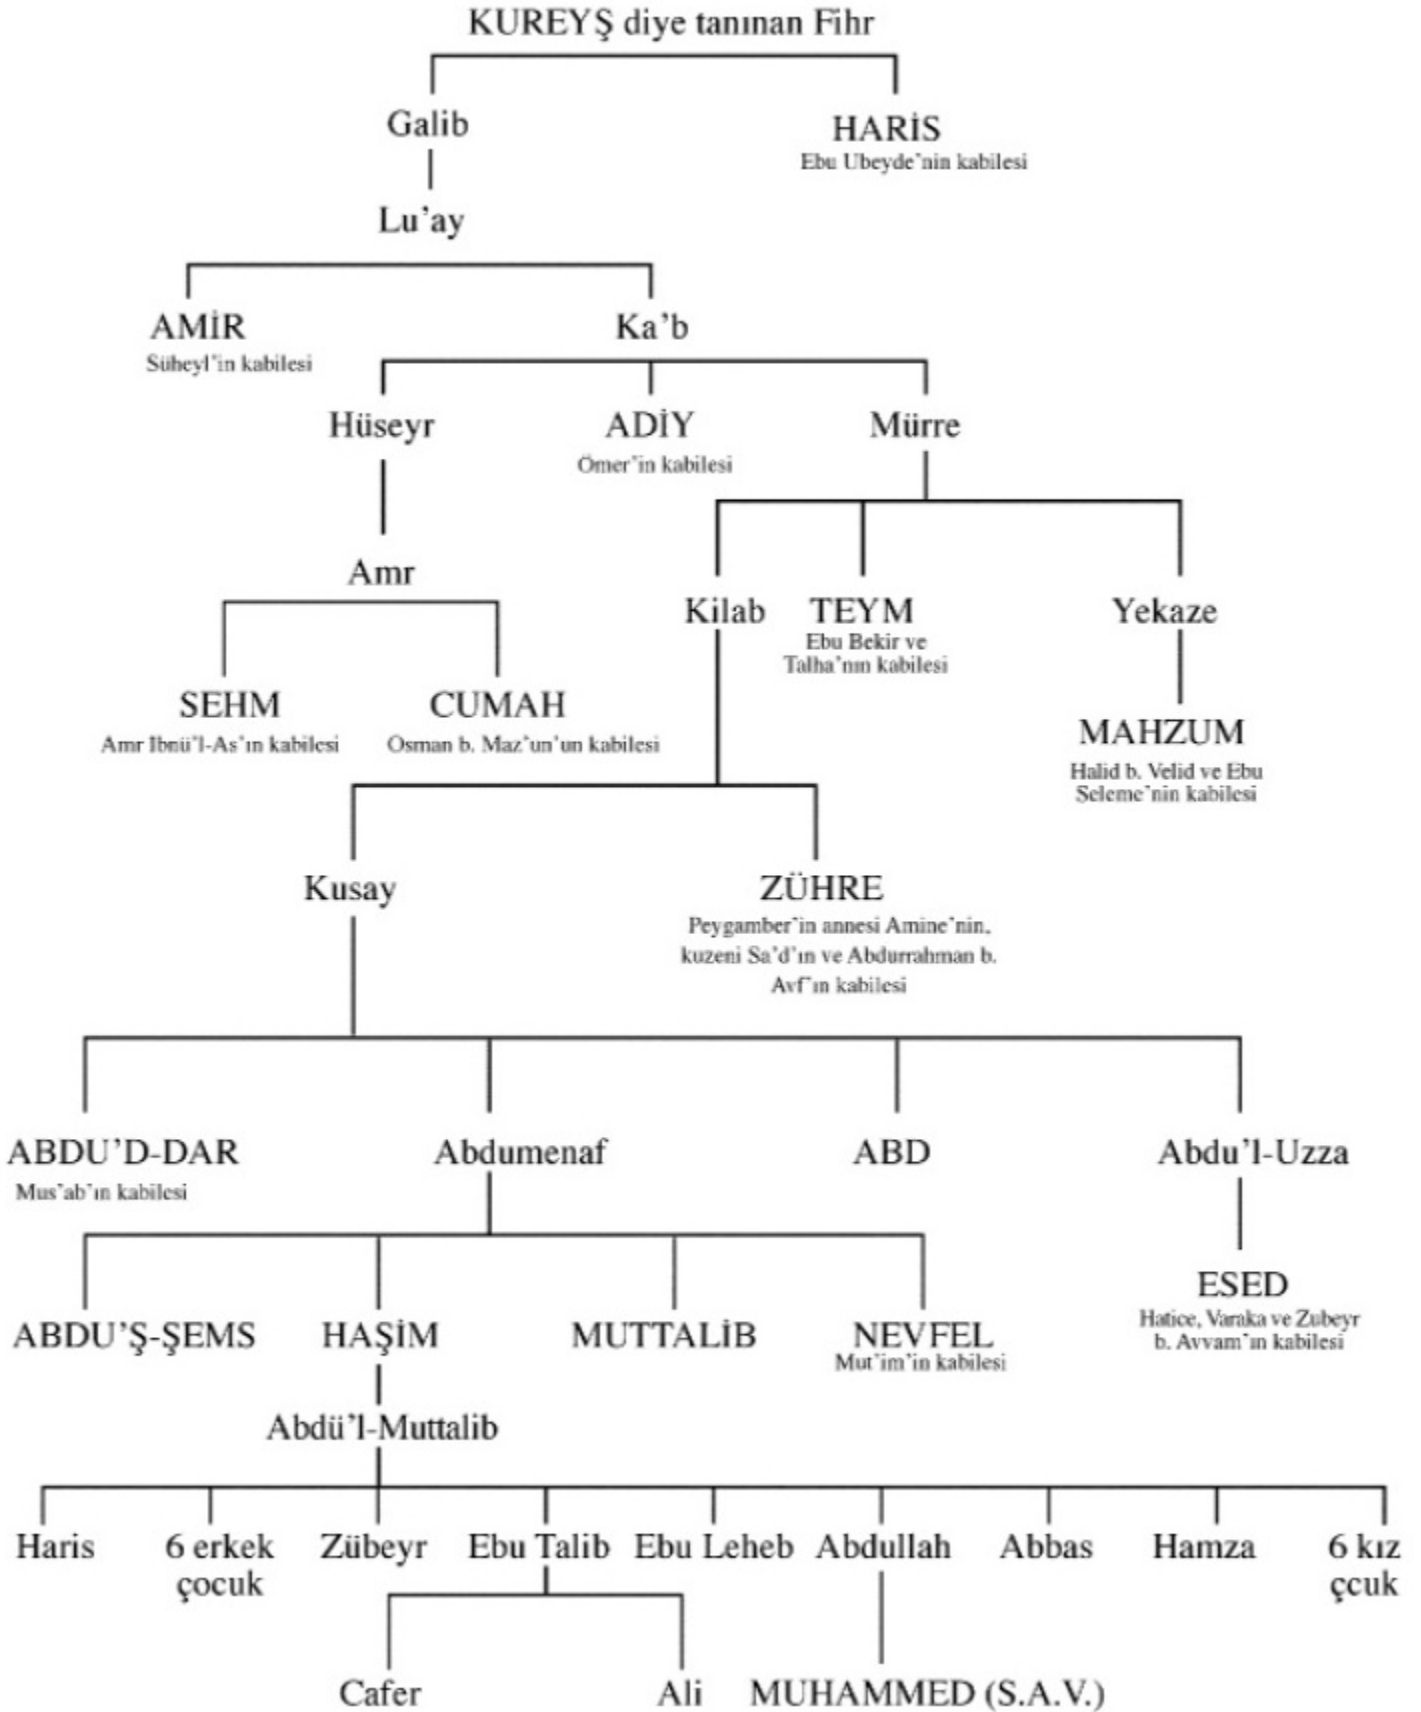 KUREYŞ diye tanınan Fihr
Galib
HARİS
Ebu Ubeyde’nin kabilesi
Lu’ay
AMİR
Süheyl’in kabilesi
Ka’b
Hüseyr
ADİY
Ömer’in kabilesi
Mürre
Amr
Kilab
TEYM
Ebu Bekir ve
Talha’nın kabilesi
Yekaze
SEHM
Amr Ibnü’l-As’ın kabilesi
CUMAH
Osman b. Maz’un’un kabilesi
MAHZUM
Halid b. Velid ve Ebu
Seleme’nin kabilesi
Kusay
ZÜHRE
Peygamber’in annesi Amine’nin,
kuzeni Sa’d’ın ve Abdurrahman b.
Avf’ın kabilesi
ABDU’D-DAR
Mus’ab’ın kabilesi
Abdumenaf
ABD
Abdu’l-Uzza
ESED
Hatice, Varaka ve Zübeyr
b. Avvam’ın kabilesi
ABDU’Ş-ŞEMS
HAŞİM
MUTTALİB
NEVFEL
Mut’im’in kabilesi
Abdü’l-Muttalib
Haris
6 erkek
çocuk
Zübeyr
Ebu Talib
Ebu Leheb
Abdullah
Abbas
Hamza
6 kız
çcuk
Cafer
Ali
MUHAMMED (S.A.V.)